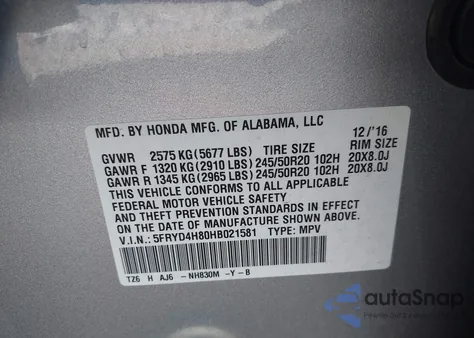 MFD. BY HONDA MFG. OF ALABAMA, LLC 12/'16
GVWR 2575 KG (5677 LBS) TIRE SIZE RIM SIZE
GAWR F 1320 KG (2910 LBS) 245/50R20 102H 20X8.0J
GAWR R 1345 KG (2965 LBS) 245/50R20 102H 20X8.0J
THIS VEHICLE CONFORMS TO ALL APPLICABLE
FEDERAL MOTOR VEHICLE SAFETY
AND THEFT PREVENTION STANDARDS IN EFFECT
ON THE DATE OF MANUFACTURE SHOWN ABOVE.
V.I.N.: 5FRYD4H80HB021581 TYPE: MPV
TZ6 H AJ6 -NH830M -Y-B
autoSnap